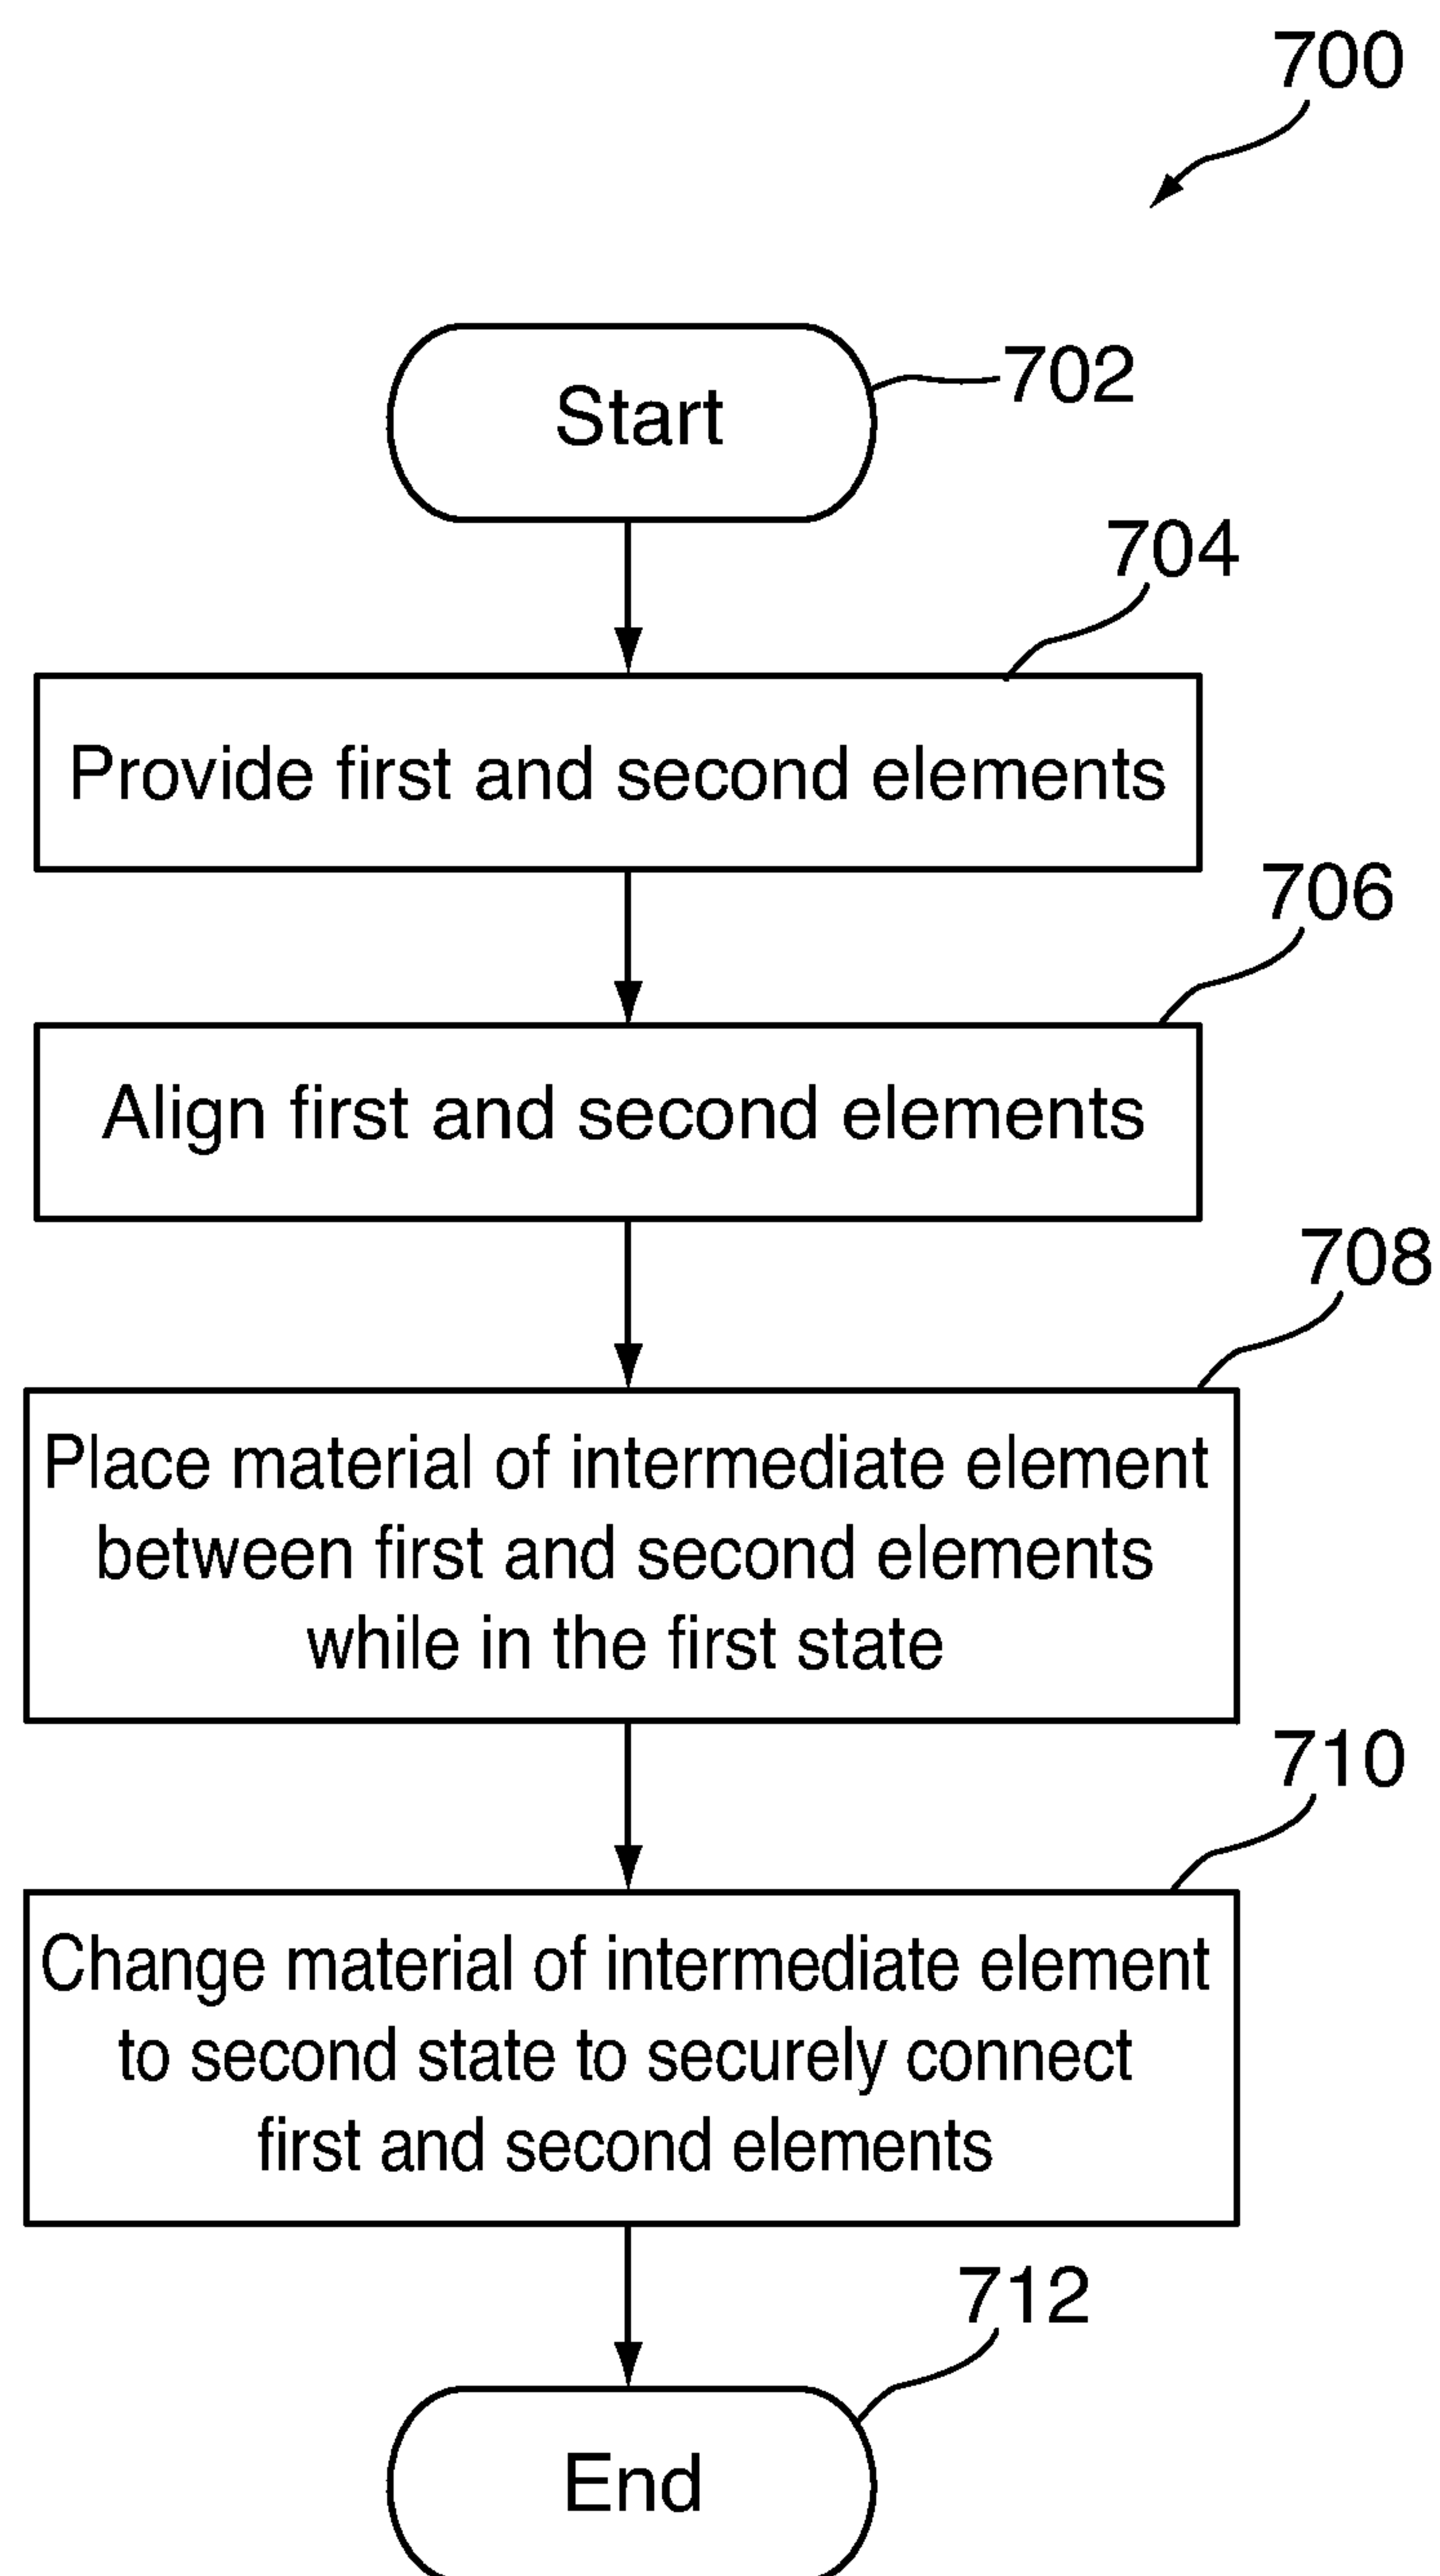 700
Start
702
704
Provide first and second elements
706
Align first and second elements
708
Place material of intermediate element
between first and second elements
while in the first state
710
Change material of intermediate element
to second state to securely connect
first and second elements
712
End